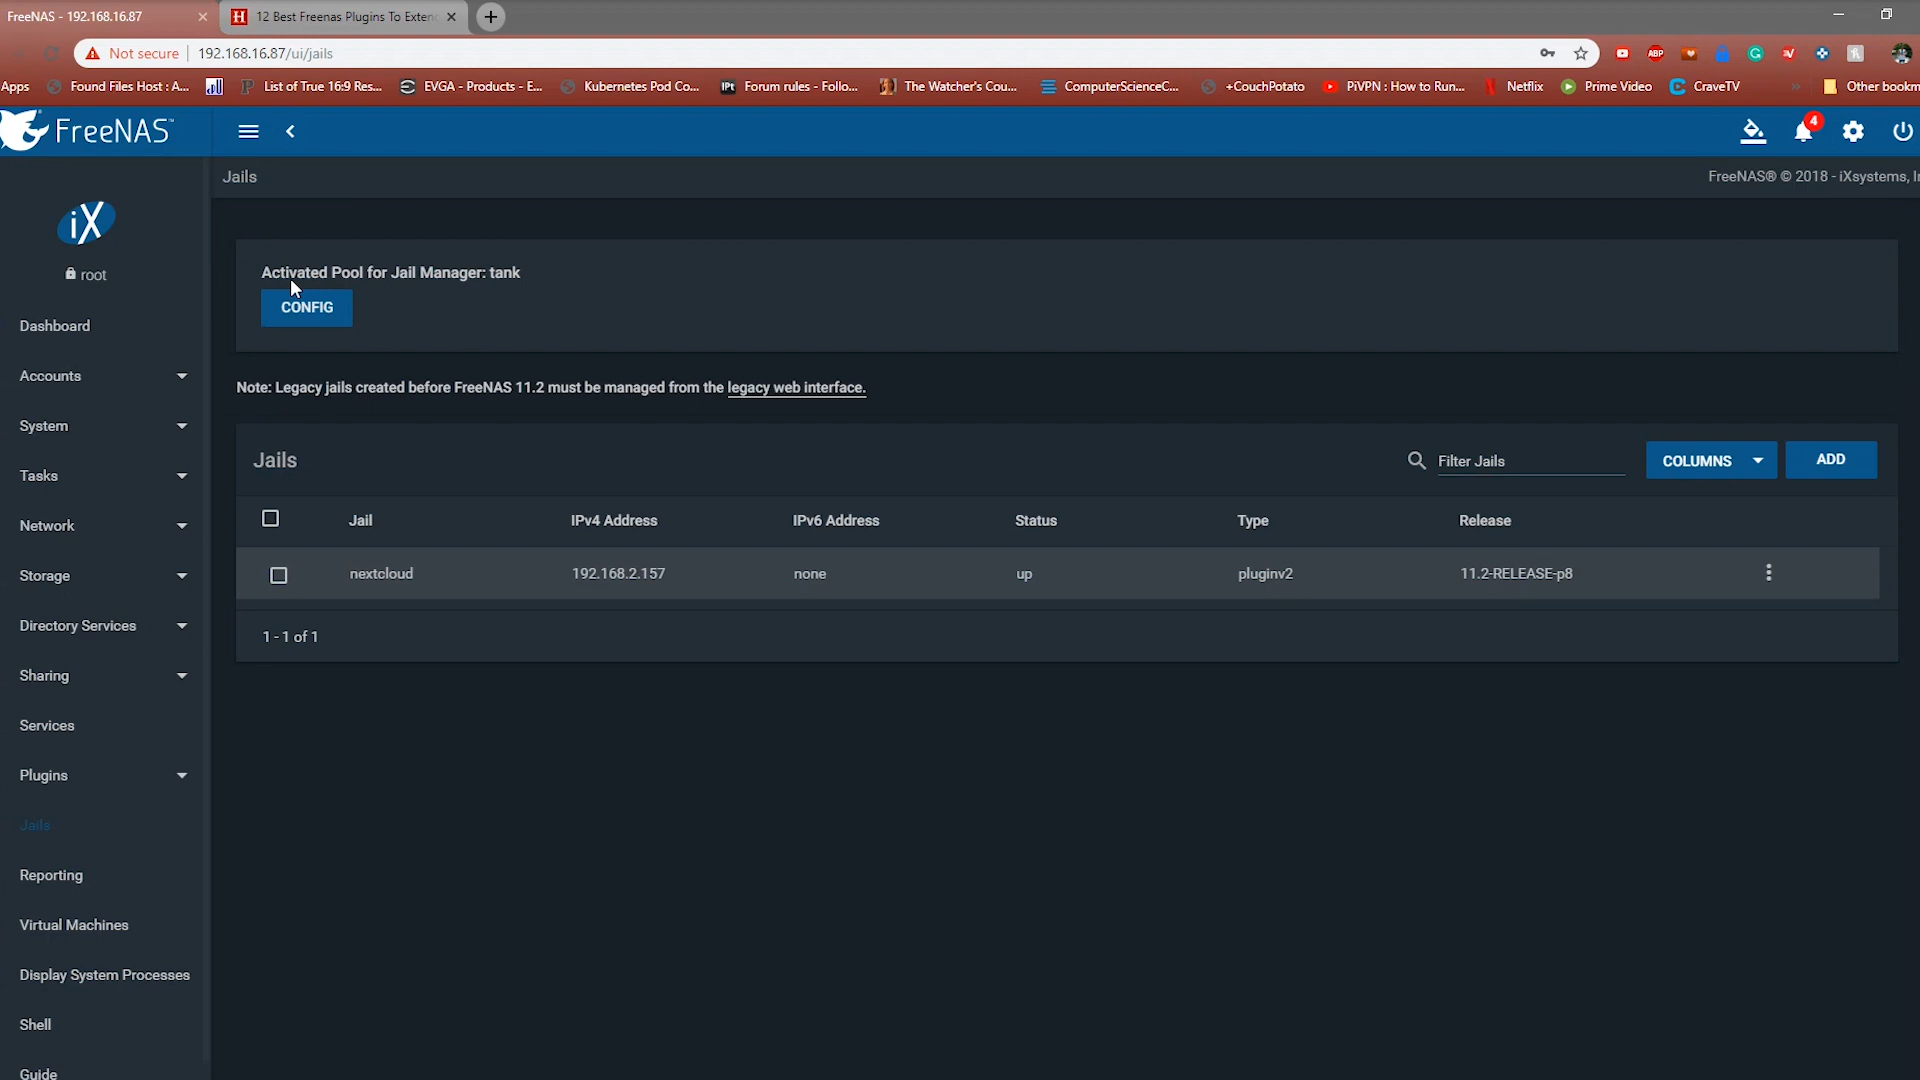 FreeNAS - 192.168.16.87
12 Best Freenas Plugins To Exten
Not secure
192.168.16.87/ui/jails
Apps
Found Files Host : A...
List of True 16:9 Res...
EVGA - Products - E...
Kubernetes Pod Co...
IPt
Forum rules - Follo...
The Watcher's Cou...
ComputerScienceC...
+CouchPotato
PiVPN : How to Run...
Netflix
Prime Video
CraveTV
Other bookm
ABP
FreeNAS™
4
Jails
FreeNAS® © 2018 - iXsystems, I
iX
root
Dashboard
Accounts
System
Tasks
Network
Storage
Directory Services
Sharing
Services
Plugins
Jails
Reporting
Virtual Machines
Display System Processes
Shell
Guide
Activated Pool for Jail Manager: tank
CONFIG
Note: Legacy jails created before FreeNAS 11.2 must be managed from the legacy web interface.
Jails
Filter Jails
COLUMNS
ADD
Jail IPv4 Address IPv6 Address Status Type Release
nextcloud 192.168.2.157 none up pluginv2 11.2-RELEASE-p8
1 - 1 of 1